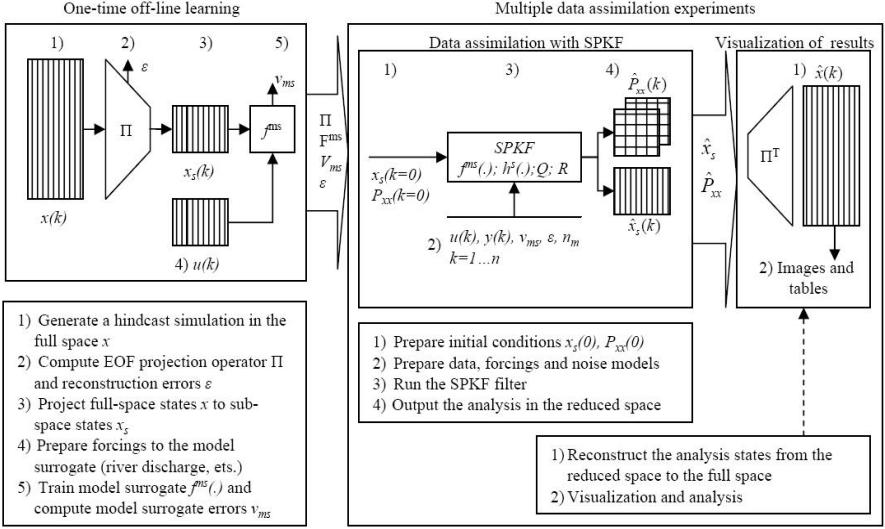 One-time off-line learning
1) 2) 3) 5)
ε
v_ms
Π
f^ms
x_s(k)
x(k)
4) u(k)
Π
F^ms
V_ms
ε
1) Generate a hindcast simulation in the
full space x
2) Compute EOF projection operator Π
and reconstruction errors ε
3) Project full-space states x to sub-
space states x_s
4) Prepare forcings to the model
surrogate (river discharge, ets.)
5) Train model surrogate f^ms(.) and
compute model surrogate errors v_ms
Multiple data assimilation experiments
Data assimilation with SPKF
1) 3) 4)
P̂_xx(k)
SPKF
f^ms(.); h^s(.);Q; R
x_s(k=0)
P_xx(k=0)
x̂_s(k)
2) u(k), y(k), v_ms, ε, n_m
k=1...n
x̂_s
P̂_xx
Visualization of results
1) x̂(k)
Π^T
2) Images and
tables
1) Prepare initial conditions x_s(0), P_xx(0)
2) Prepare data, forcings and noise models
3) Run the SPKF filter
4) Output the analysis in the reduced space
1) Reconstruct the analysis states from the
reduced space to the full space
2) Visualization and analysis